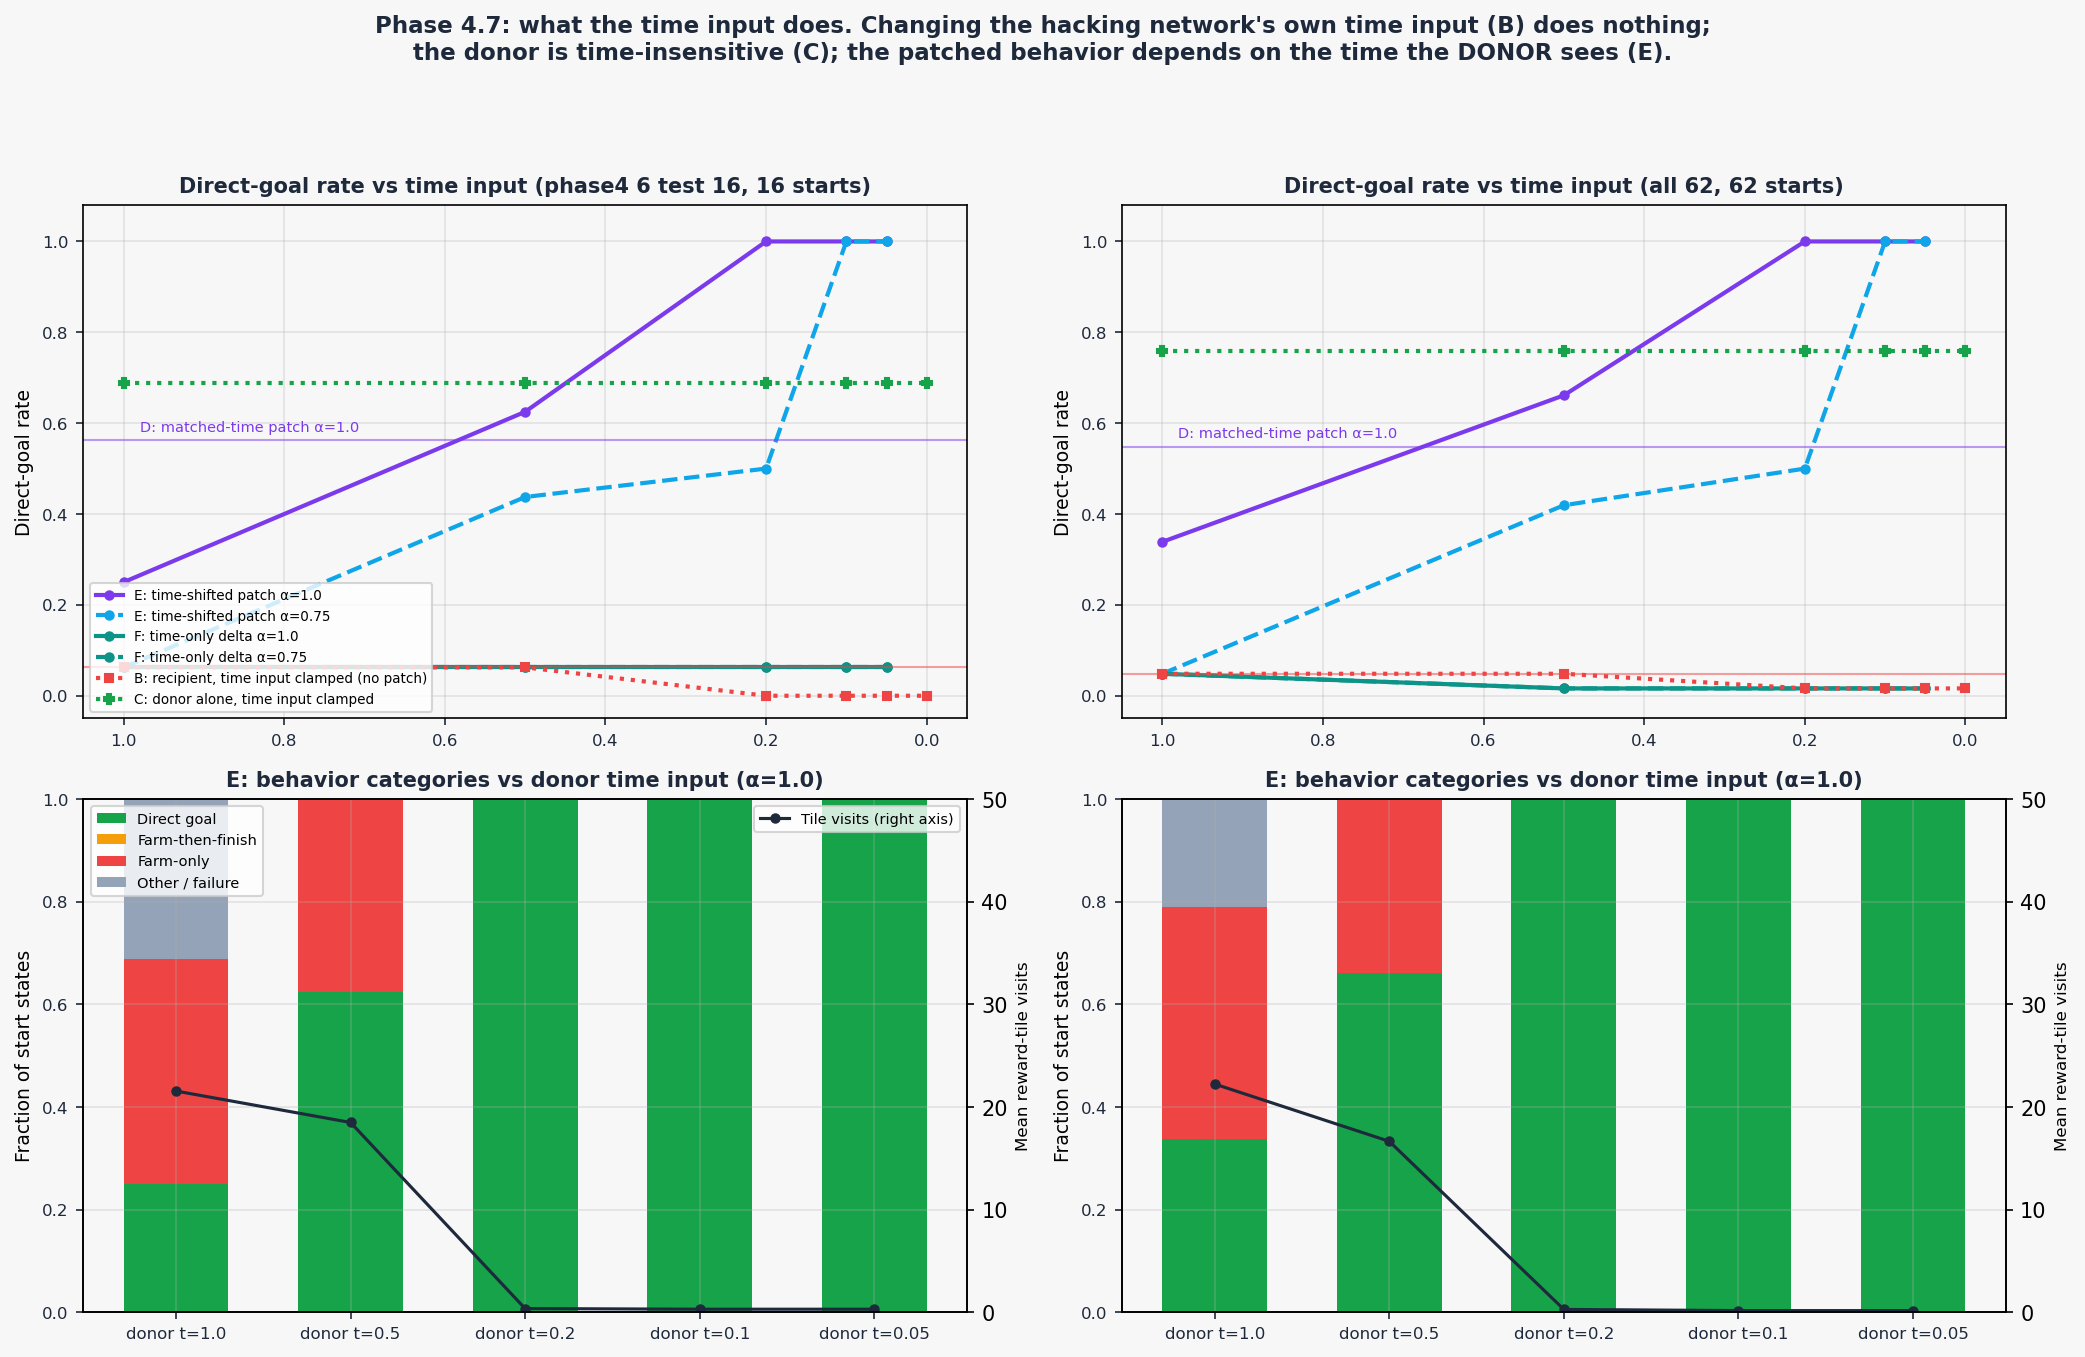 Phase 4.7: what the time input does. Changing the hacking network's own time input (B) does nothing;
the donor is time-insensitive (C); the patched behavior depends on the time the DONOR sees (E).
Direct-goal rate vs time input (phase4 6 test 16, 16 starts)
Direct-goal rate
1.0
0.8
0.6
0.4
0.2
0.0
D: matched-time patch α=1.0
E: time-shifted patch α=1.0
E: time-shifted patch α=0.75
F: time-only delta α=1.0
F: time-only delta α=0.75
B: recipient, time input clamped (no patch)
C: donor alone, time input clamped
1.0 0.8 0.6 0.4 0.2 0.0
Direct-goal rate vs time input (all 62, 62 starts)
Direct-goal rate
1.0
0.8
0.6
0.4
0.2
0.0
D: matched-time patch α=1.0
1.0 0.8 0.6 0.4 0.2 0.0
E: behavior categories vs donor time input (α=1.0)
Fraction of start states
1.0
0.8
0.6
0.4
0.2
0.0
Direct goal
Farm-then-finish
Farm-only
Other / failure
Tile visits (right axis)
50
40
30
20
10
0
Mean reward-tile visits
donor t=1.0 donor t=0.5 donor t=0.2 donor t=0.1 donor t=0.05
E: behavior categories vs donor time input (α=1.0)
Fraction of start states
1.0
0.8
0.6
0.4
0.2
0.0
50
40
30
20
10
0
Mean reward-tile visits
donor t=1.0 donor t=0.5 donor t=0.2 donor t=0.1 donor t=0.05